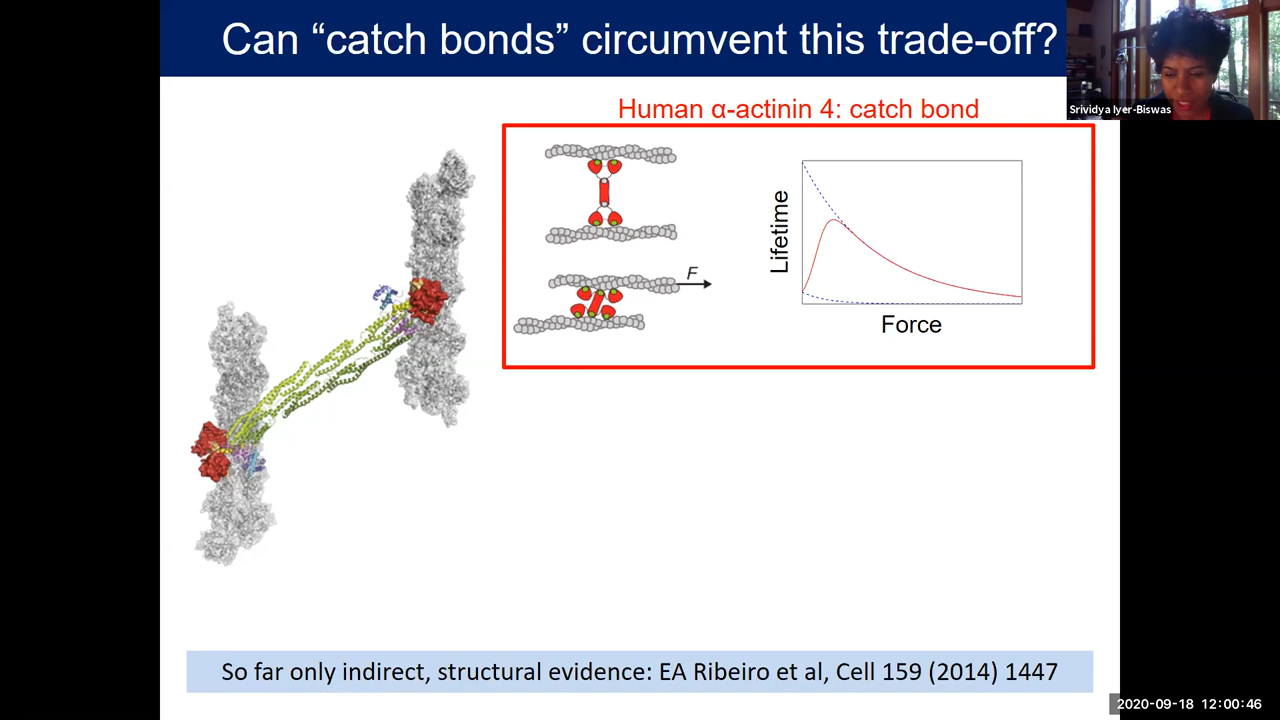 Can “catch bonds” circumvent this trade-off?
Srividya Iyer-Biswas
Human α-actinin 4: catch bond
F
Lifetime
Force
So far only indirect, structural evidence: EA Ribeiro et al, Cell 159 (2014) 1447
2020-09-18 12:00:46